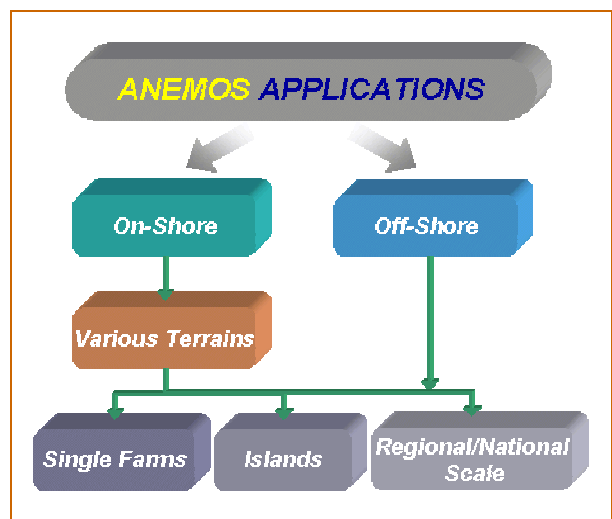 ANEMOS APPLICATIONS
On-Shore
Off-Shore
Various Terrains
Single Farms
Islands
Regional/National
Scale